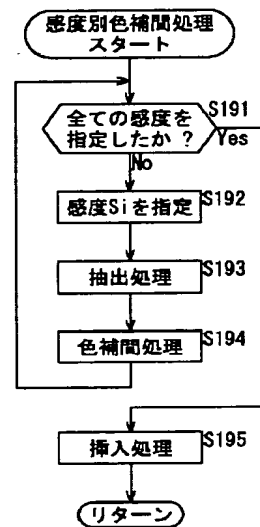 感度別色補間処理
スタート
全ての感度を
指定したか ?
S191
Yes
No
感度Siを指定
S192
抽出処理
S193
色補間処理
S194
挿入処理
S195
リターン